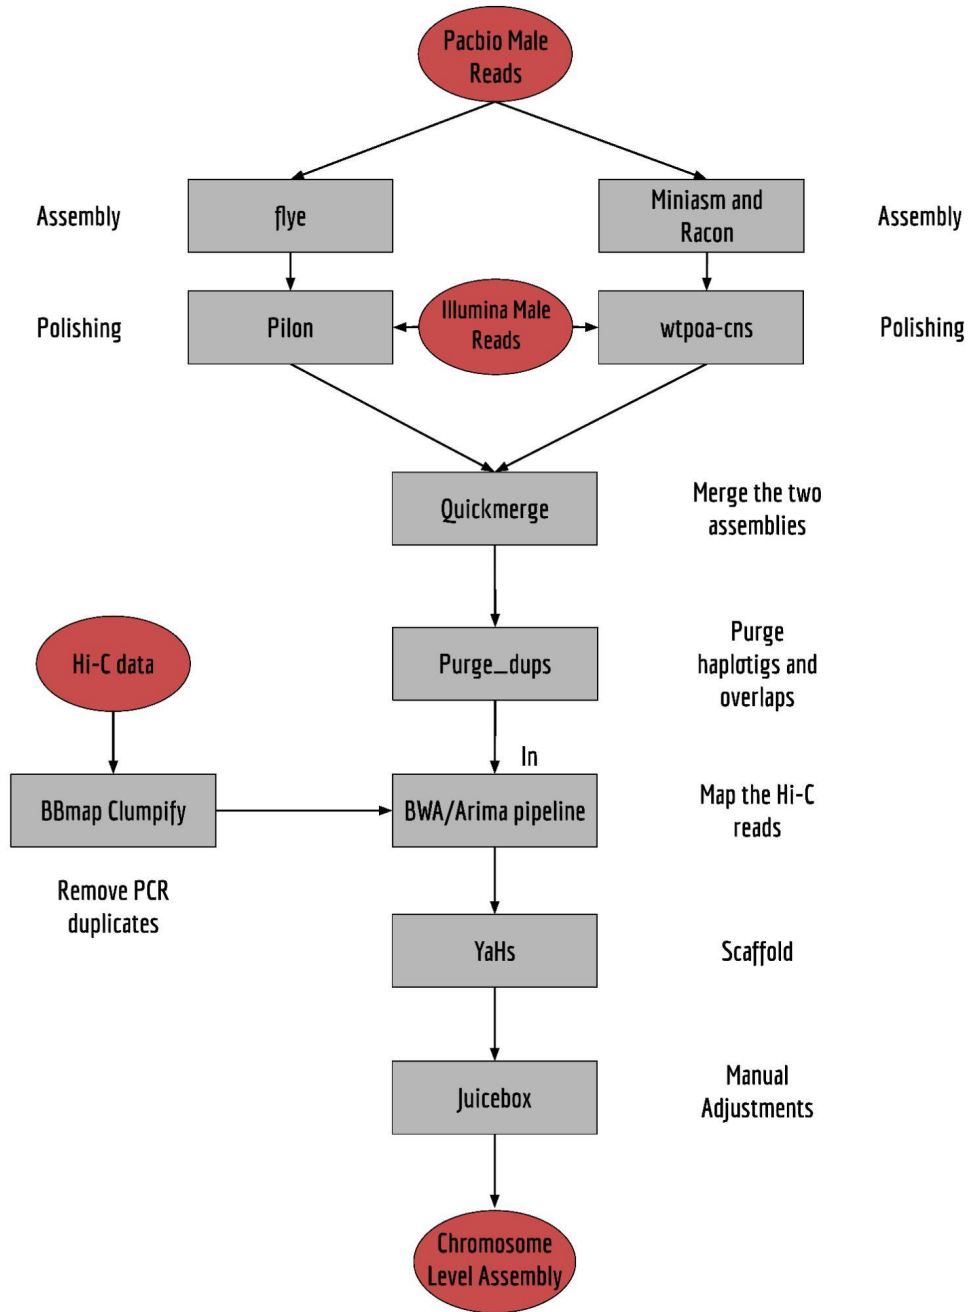 Pacbio Male
Reads
Assembly
flye
Miniasm and
Racon
Assembly
Polishing
Pilon
Illumina Male
Reads
wtpoa-cns
Polishing
Quickmerge
Merge the two
assemblies
Hi-C data
Purge_dups
Purge
haplotigs and
overlaps
In
BBmap Clumpify
BWA/Arima pipeline
Map the Hi-C
reads
Remove PCR
duplicates
YaHs
Scaffold
Juicebox
Manual
Adjustments
Chromosome
Level Assembly